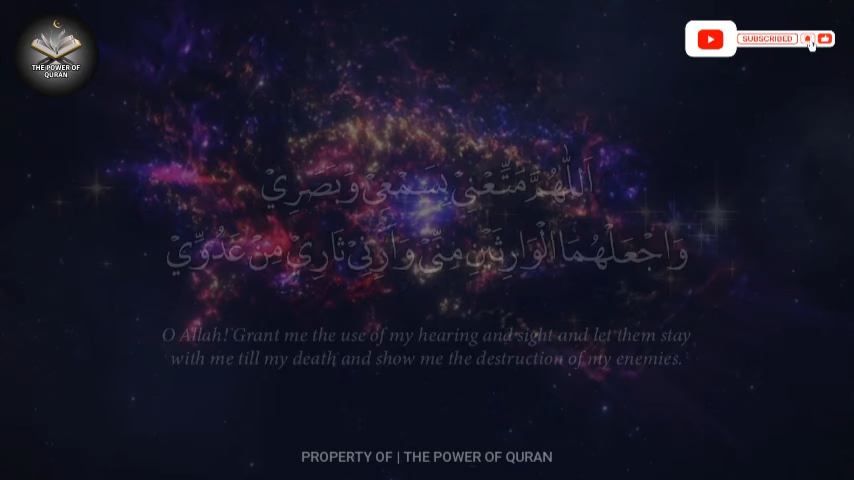 THE POWER OF
QURAN
SUBSCRIBED
اَللّٰهُمَّ مَتِّعْنِيْ بِسَمْعِيْ وَبَصَرِيْ
وَاجْعَلْهُمَا الْوَارِثَيْنِ مِنِّيْ وَاَرِنِيْ ثَارِيْ مِنْ عَدُوِّيْ
O Allah! Grant me the use of my hearing and sight and let them stay
with me till my death and show me the destruction of my enemies.
PROPERTY OF | THE POWER OF QURAN